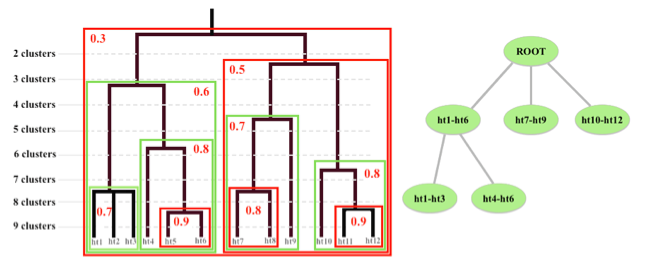 0.3
2 clusters
0.5
3 clusters
0.6
4 clusters
5 clusters
0.7
6 clusters
0.8
0.8
7 clusters
8 clusters
0.7
0.9
0.8
0.9
9 clusters
ht1 ht2 ht3 ht4 ht5 ht6 ht7 ht8 ht9 ht10 ht11 ht12
ROOT
ht1-ht6 ht7-ht9 ht10-ht12
ht1-ht3 ht4-ht6